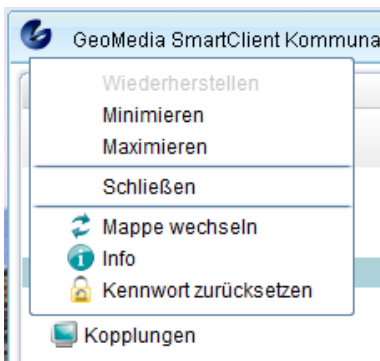 GeoMedia SmartClient Kommuna
Wiederherstellen
Minimieren
Maximieren
Schließen
Mappe wechseln
Info
Kennwort zurücksetzen
Kopplungen